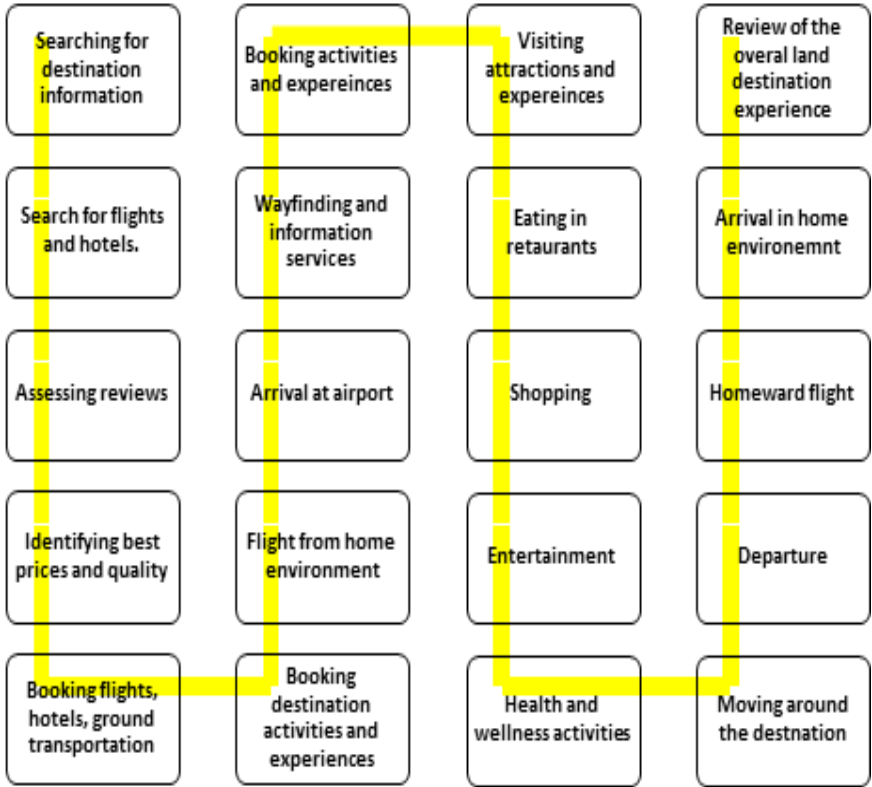 Searching for
destination
information
Search for flights
and hotels.
Assessing reviews
Identifying best
prices and quality
Booking flights,
hotels, ground
transportation
Booking
destination
activities and
experiences
Flight from home
environment
Arrival at airport
Wayfinding and
information
services
Booking activities
and expereinces
Visiting
attractions and
expereinces
Eating in
retaurants
Shopping
Entertainment
Health and
wellness activities
Moving around
the destnation
Departure
Homeward flight
Arrival in home
environemnt
Review of the
overal land
destination
experience